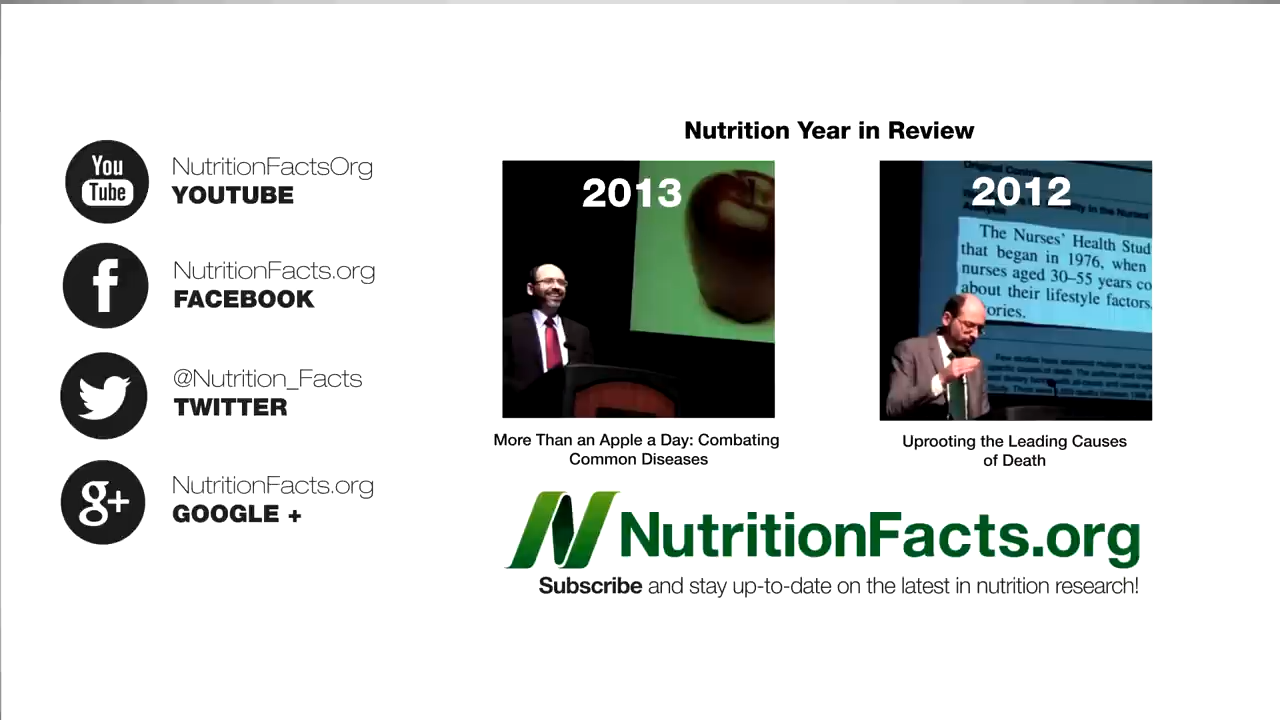 You
Tube
NutritionFactsOrg
YOUTUBE
f
NutritionFacts.org
FACEBOOK
@Nutrition_Facts
TWITTER
g+
NutritionFacts.org
GOOGLE +
Nutrition Year in Review
2013
More Than an Apple a Day: Combating
Common Diseases
2012
The Nurses' Health Stud
that began in 1976, when
nurses aged 30–55 years co
about their lifestyle factors
ories.
Uprooting the Leading Causes
of Death
NutritionFacts.org
Subscribe and stay up-to-date on the latest in nutrition research!